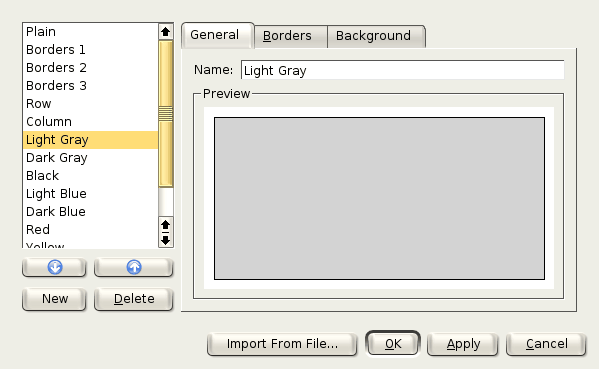 Plain
Borders 1
Borders 2
Borders 3
Row
Column
Light Gray
Dark Gray
Black
Light Blue
Dark Blue
Red
Yellow
New
Delete
General
Borders
Background
Name: Light Gray
Preview
Import From File...
OK
Apply
Cancel